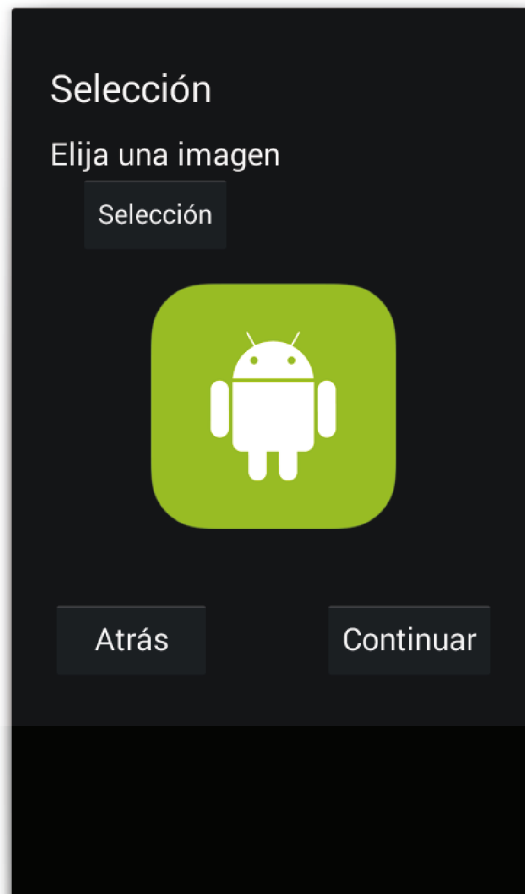 Selección
Elija una imagen
Selección
Atrás
Continuar